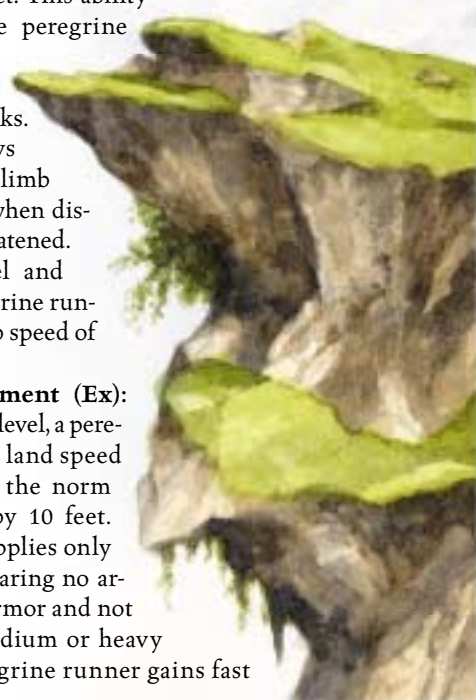 et. This ability
e peregrine
ks.
ys
limb
when dis-
atened.
el and
grine run-
b speed of
ment (Ex):
level, a pere-
land speed
the norm
by 10 feet.
pplies only
aring no ar-
rmor and not
dium or heavy
grine runner gains fast